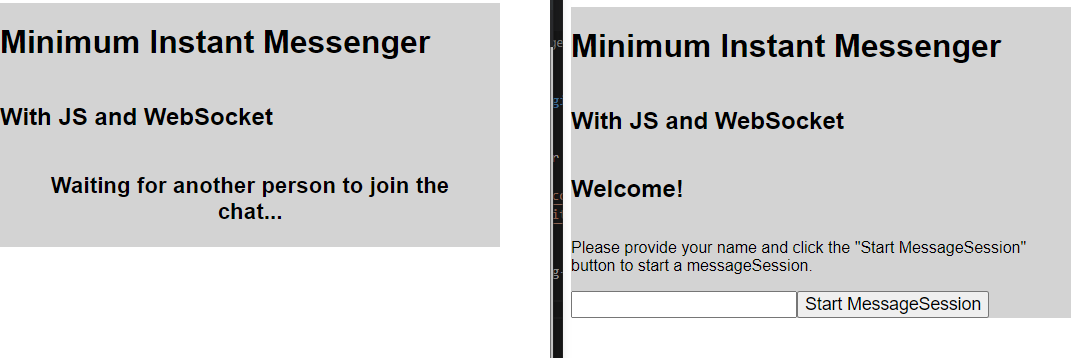 Minimum Instant Messenger
With JS and WebSocket
Waiting for another person to join the
chat...
Minimum Instant Messenger
With JS and WebSocket
Welcome!
Please provide your name and click the "Start MessageSession"
button to start a messageSession.
Start MessageSession